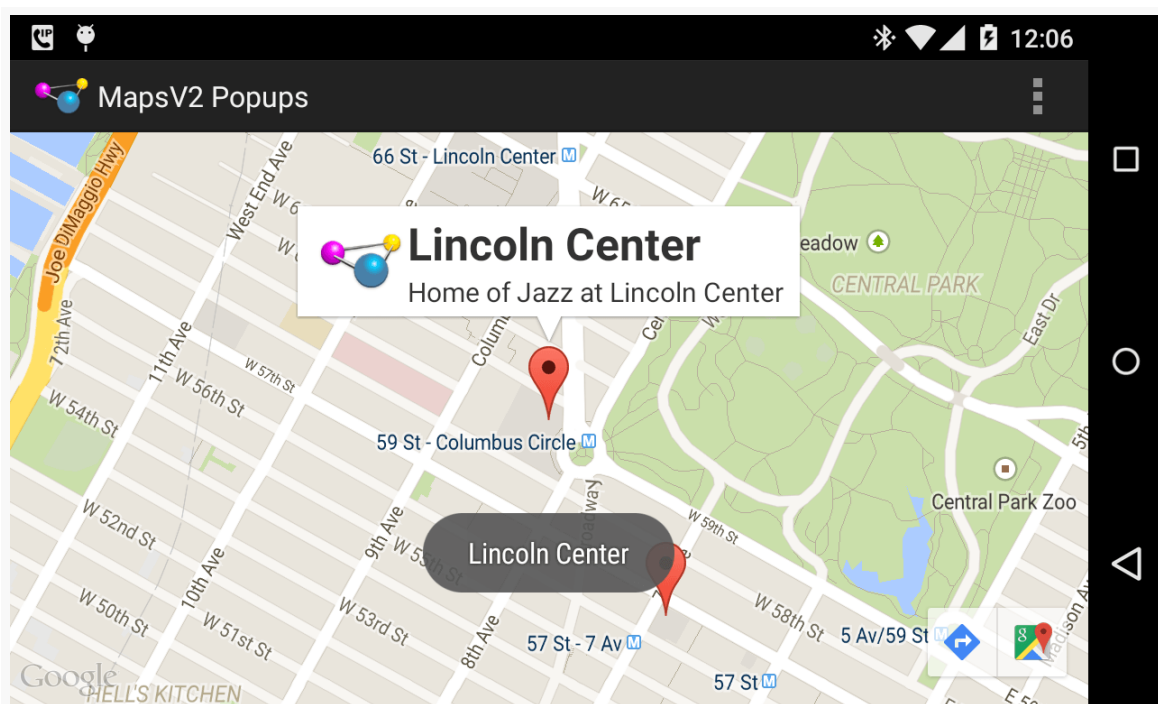 12:06
MapsV2 Popups
66 St - Lincoln Center M
Joe DiMaggio Hwy
West End Ave
W 6
Lincoln Center
Home of Jazz at Lincoln Center
eadow
CENTRAL PARK
East Dr
12th Ave
11th Ave
W 57th St
Colum
W 56th St
W 54th St
59 St - Columbus Circle M
5th
Central Park Zoo
W 52nd St
10th Ave
9th Ave
W 59th St
Lincoln Center
W 50th St
W 51st St
W 53rd St
8th Ave
W 58th St
57 St - 7 Av M
5 Av/59 St
57 St M
Google
HELL'S KITCHEN